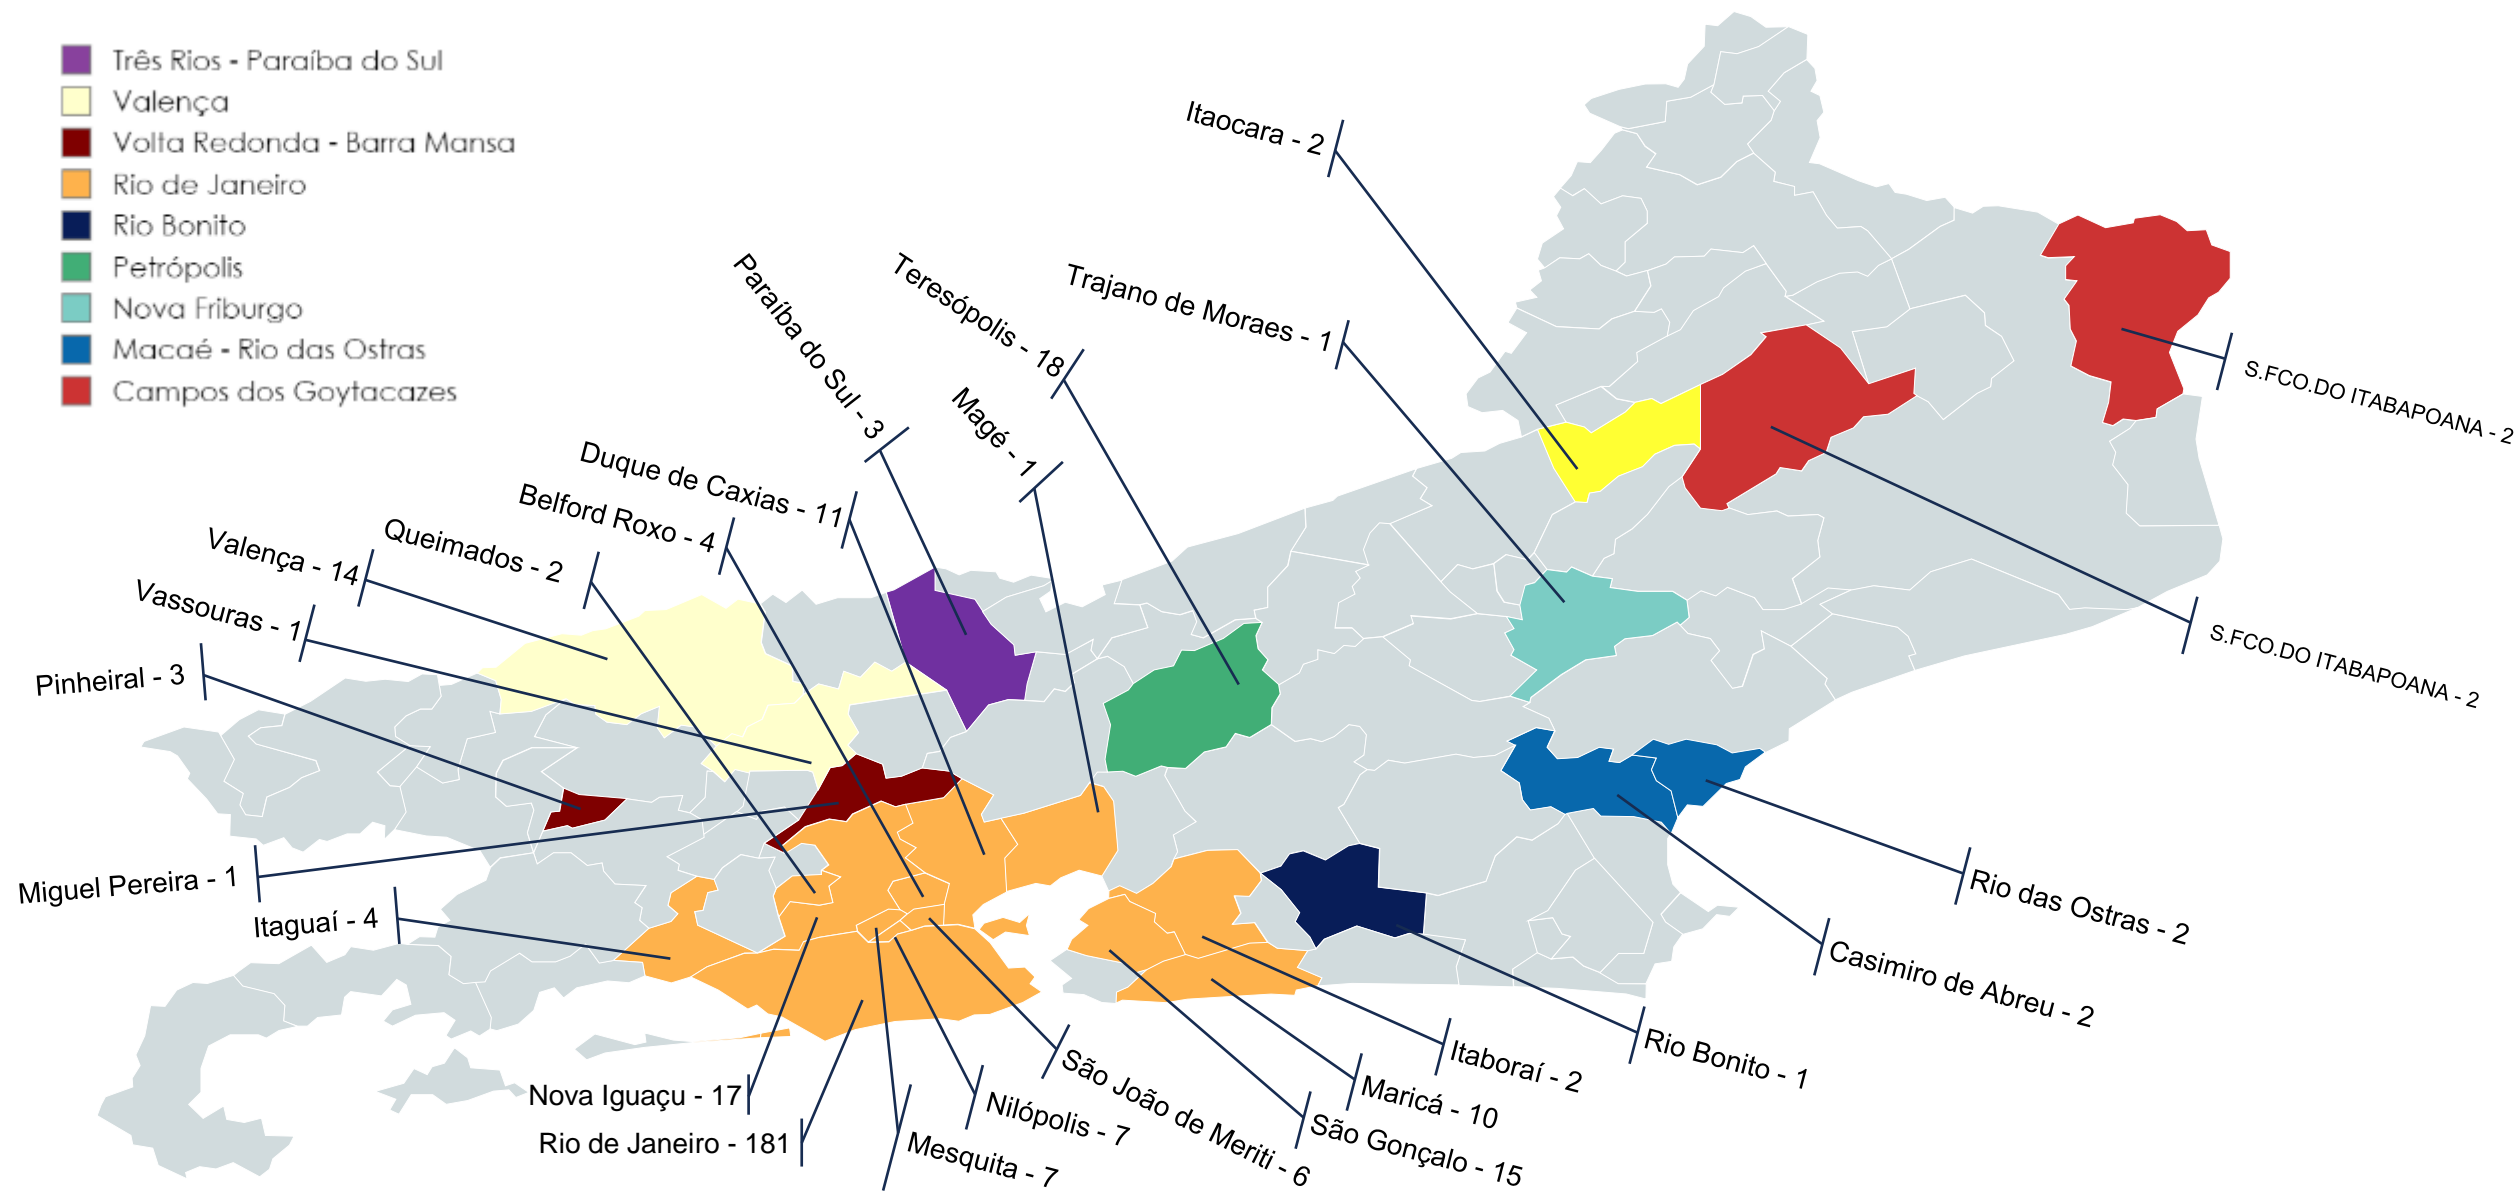 Três Rios - Paraíba do Sul
Valença
Volta Redonda - Barra Mansa
Rio de Janeiro
Rio Bonito
Petrópolis
Nova Friburgo
Macaé - Rio das Ostras
Campos dos Goytacazes
Itaocara - 2
Trajano de Moraes - 1
Teresópolis - 18
Paraíba do Sul - 3
Magé - 1
Duque de Caxias - 11
Belford Roxo - 4
Queimados - 2
Valença - 14
Vassouras - 1
Pinheiral - 3
Miguel Pereira - 1
Itaguaí - 4
Nova Iguaçu - 17
Rio de Janeiro - 181
Mesquita - 7
Nilópolis - 7
São João de Meriti - 6
São Gonçalo - 15
Maricá - 10
Itaboraí - 2
Rio Bonito - 1
Casimiro de Abreu - 2
Rio das Ostras - 2
S.FCO.DO ITABAPOANA - 2
S.FCO.DO ITABAPOANA - 2